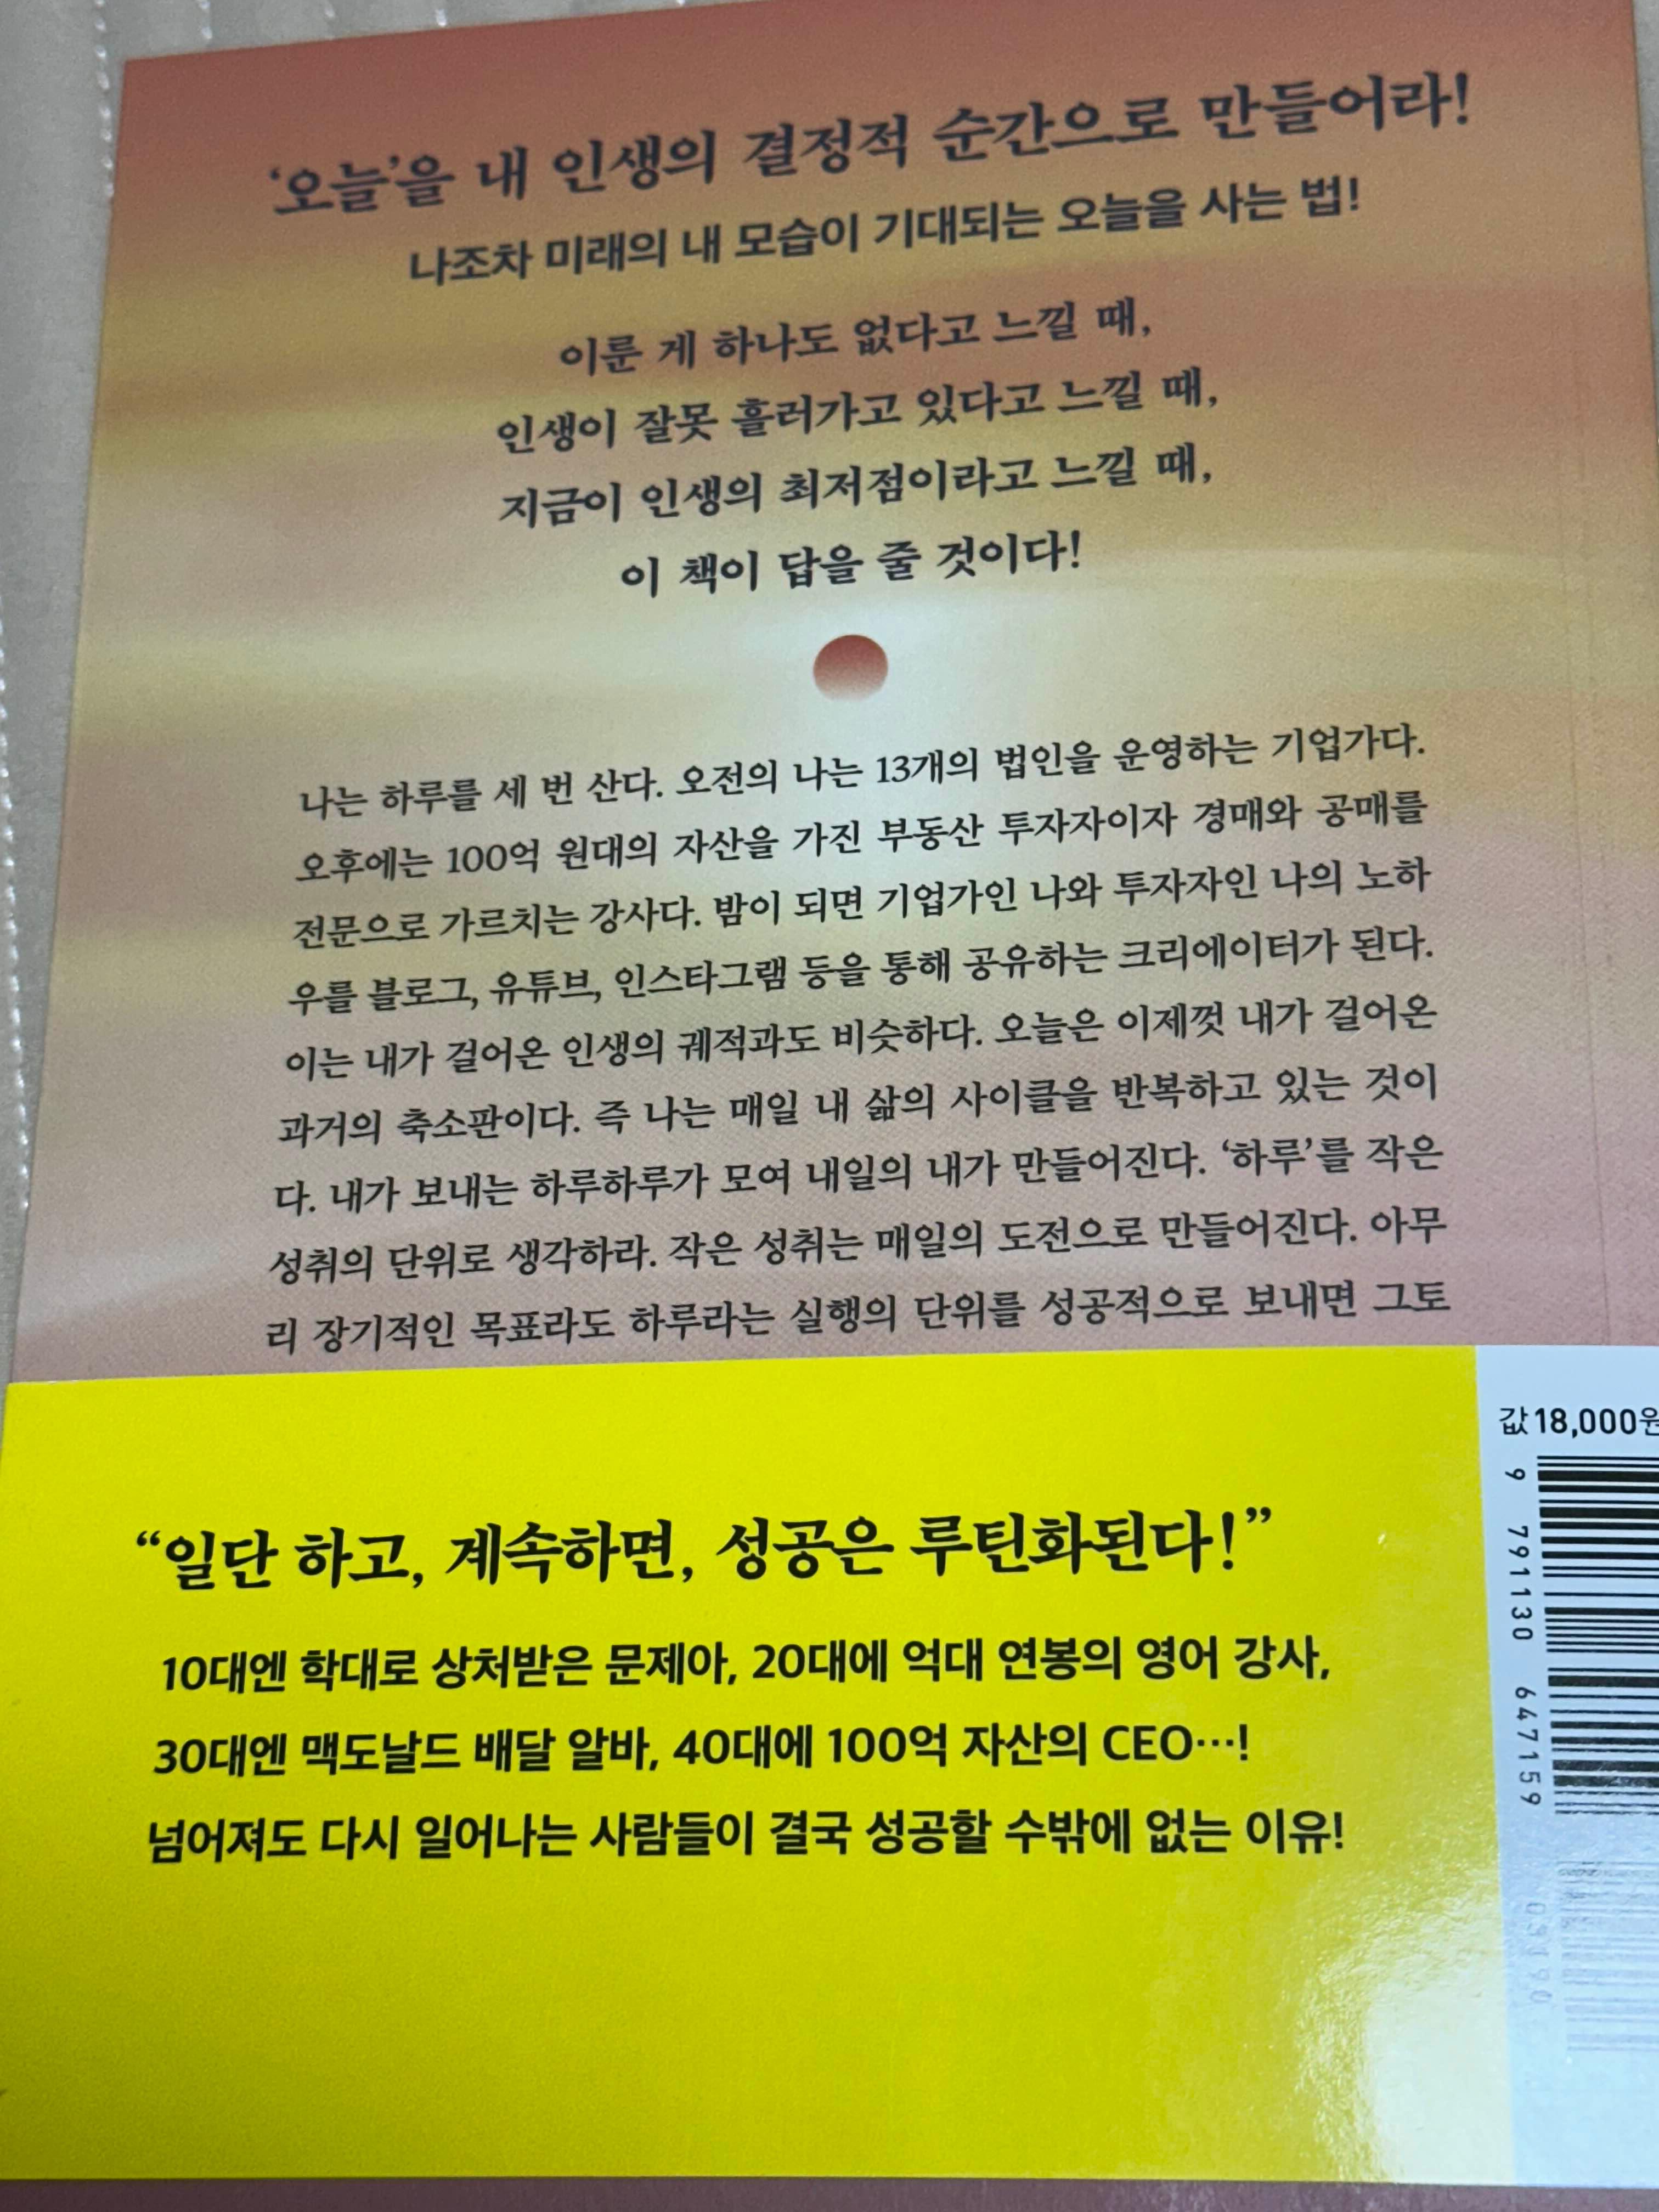 ‘오늘’을 내 인생의 결정적 순간으로 만들어라!
나조차 미래의 내 모습이 기대되는 오늘을 사는 법!
이룬 게 하나도 없다고 느낄 때,
인생이 잘못 흘러가고 있다고 느낄 때,
지금이 인생의 최저점이라고 느낄 때,
이 책이 답을 줄 것이다!
나는 하루를 세 번 산다. 오전의 나는 13개의 법인을 운영하는 기업가다.
오후에는 100억 원대의 자산을 가진 부동산 투자자이자 경매와 공매를
전문으로 가르치는 강사다. 밤이 되면 기업가인 나와 투자자인 나의 노하
우를 블로그, 유튜브, 인스타그램 등을 통해 공유하는 크리에이터가 된다.
이는 내가 걸어온 인생의 궤적과도 비슷하다. 오늘은 이제껏 내가 걸어온
과거의 축소판이다. 즉 나는 매일 내 삶의 사이클을 반복하고 있는 것이
다. 내가 보내는 하루하루가 모여 내일의 내가 만들어진다. ‘하루’를 작은
성취의 단위로 생각하라. 작은 성취는 매일의 도전으로 만들어진다. 아무
리 장기적인 목표라도 하루라는 실행의 단위를 성공적으로 보내면 그토
“일단 하고, 계속하면, 성공은 루틴화된다!”
10대엔 학대로 상처받은 문제아, 20대에 억대 연봉의 영어 강사,
30대엔 맥도날드 배달 알바, 40대에 100억 자산의 CEO…!
넘어져도 다시 일어나는 사람들이 결국 성공할 수밖에 없는 이유!
값 18,000원
9 791130 647159
03190